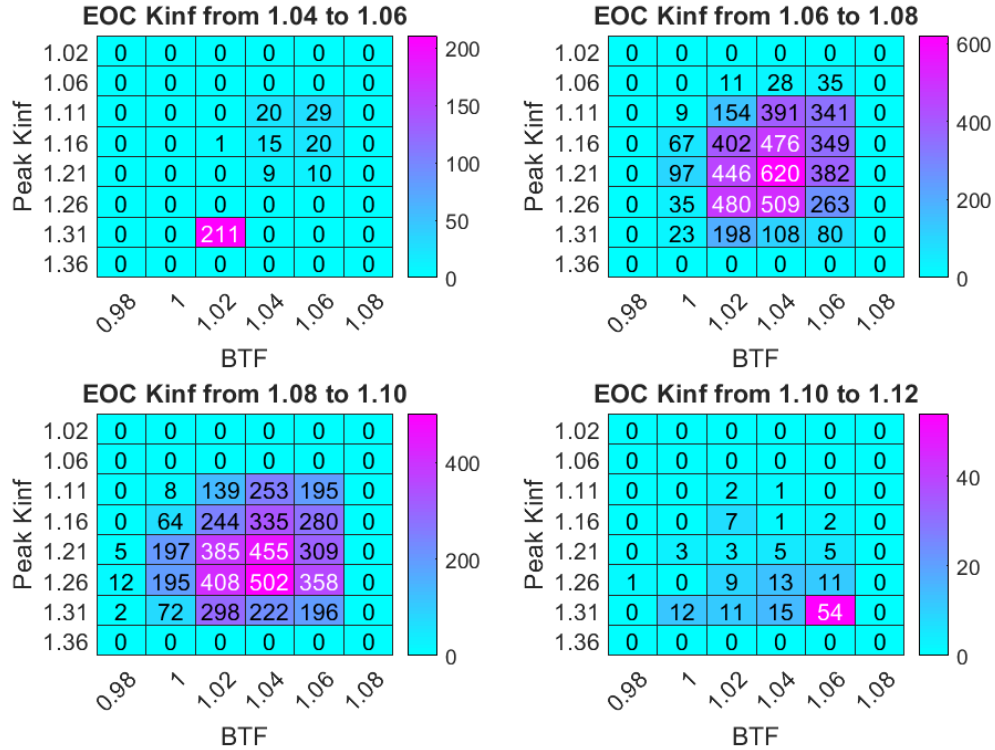 EOC Kinf from 1.04 to 1.06
Peak Kinf
1.02 0 0 0 0 0 0
1.06 0 0 0 0 0 0
1.11 0 0 0 20 29 0
1.16 0 0 1 15 20 0
1.21 0 0 0 9 10 0
1.26 0 0 0 0 0 0
1.31 0 0 211 0 0 0
1.36 0 0 0 0 0 0
0.98 1 1.02 1.04 1.06 1.08
BTF
200
150
100
50
0
EOC Kinf from 1.06 to 1.08
Peak Kinf
1.02 0 0 0 0 0 0
1.06 0 0 11 28 35 0
1.11 0 9 154 391 341 0
1.16 0 67 402 476 349 0
1.21 0 97 446 620 382 0
1.26 0 35 480 509 263 0
1.31 0 23 198 108 80 0
1.36 0 0 0 0 0 0
0.98 1 1.02 1.04 1.06 1.08
BTF
600
400
200
0
EOC Kinf from 1.08 to 1.10
Peak Kinf
1.02 0 0 0 0 0 0
1.06 0 0 0 0 0 0
1.11 0 8 139 253 195 0
1.16 0 64 244 335 280 0
1.21 5 197 385 455 309 0
1.26 12 195 408 502 358 0
1.31 2 72 298 222 196 0
1.36 0 0 0 0 0 0
0.98 1 1.02 1.04 1.06 1.08
BTF
400
200
0
EOC Kinf from 1.10 to 1.12
Peak Kinf
1.02 0 0 0 0 0 0
1.06 0 0 0 0 0 0
1.11 0 0 2 1 0 0
1.16 0 0 7 1 2 0
1.21 0 3 3 5 5 0
1.26 1 0 9 13 11 0
1.31 0 12 11 15 54 0
1.36 0 0 0 0 0 0
0.98 1 1.02 1.04 1.06 1.08
BTF
40
20
0